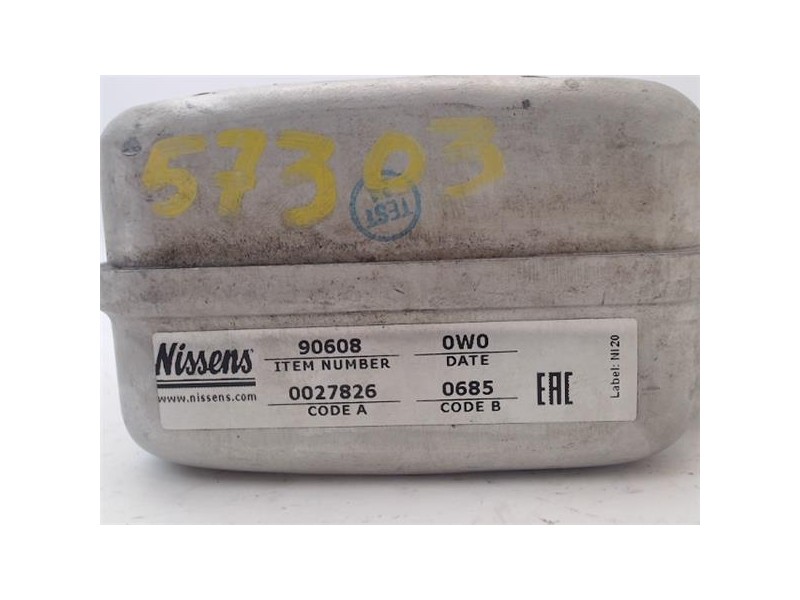 57303
TEST
Nissens®
www.nissens.com
90608
ITEM NUMBER
0W0
DATE
0027826
CODE A
0685
CODE B
EAC
Label: NI20